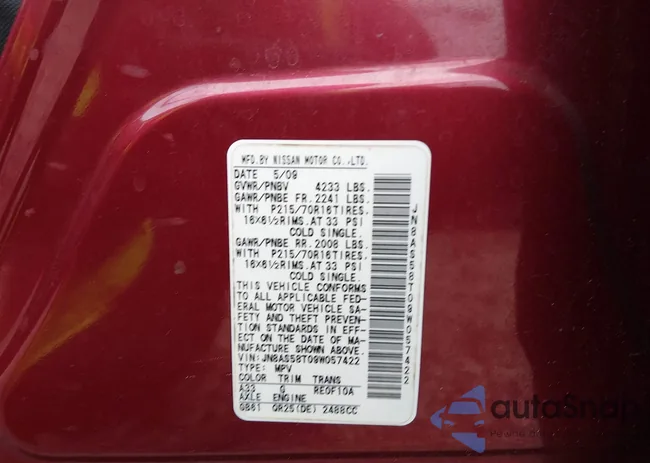 MFD.BY NISSAN MOTOR CO.,LTD.
DATE 5/09
GVWR/PNBV 4233 LBS.
GAWR/PNBE FR. 2241 LBS.
WITH P215/70R16TIRES.
16X6½RIMS.AT 33 PSI
COLD SINGLE.
GAWR/PNBE RR. 2008 LBS.
WITH P215/70R16TIRES.
16X6½RIMS.AT 33 PSI
COLD SINGLE.
THIS VEHICLE CONFORMS
TO ALL APPLICABLE FED-
ERAL MOTOR VEHICLE SA-
FETY AND THEFT PREVEN-
TION STANDARDS IN EFF-
ECT ON THE DATE OF MA-
NUFACTURE SHOWN ABOVE.
VIN:JN8AS58T09W057422
TYPE: MPV
COLOR TRIM TRANS
A33 Q RE0F10A
AXLE ENGINE
GB61 QR25(DE) 2488CC
JN8AS58T09W057422
autoSnap